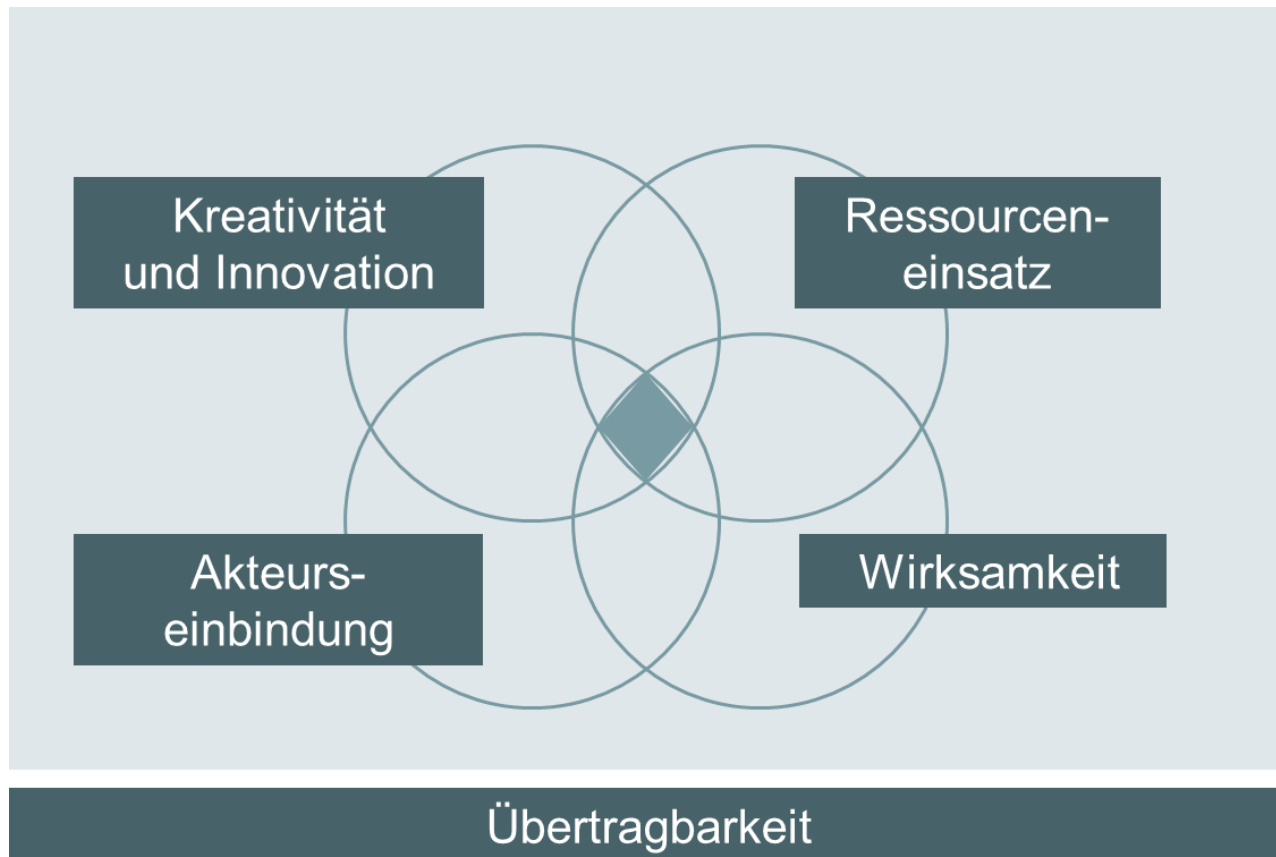 Kreativität
und Innovation
Ressourcen-
einsatz
Akteurs-
einbindung
Wirksamkeit
Übertragbarkeit